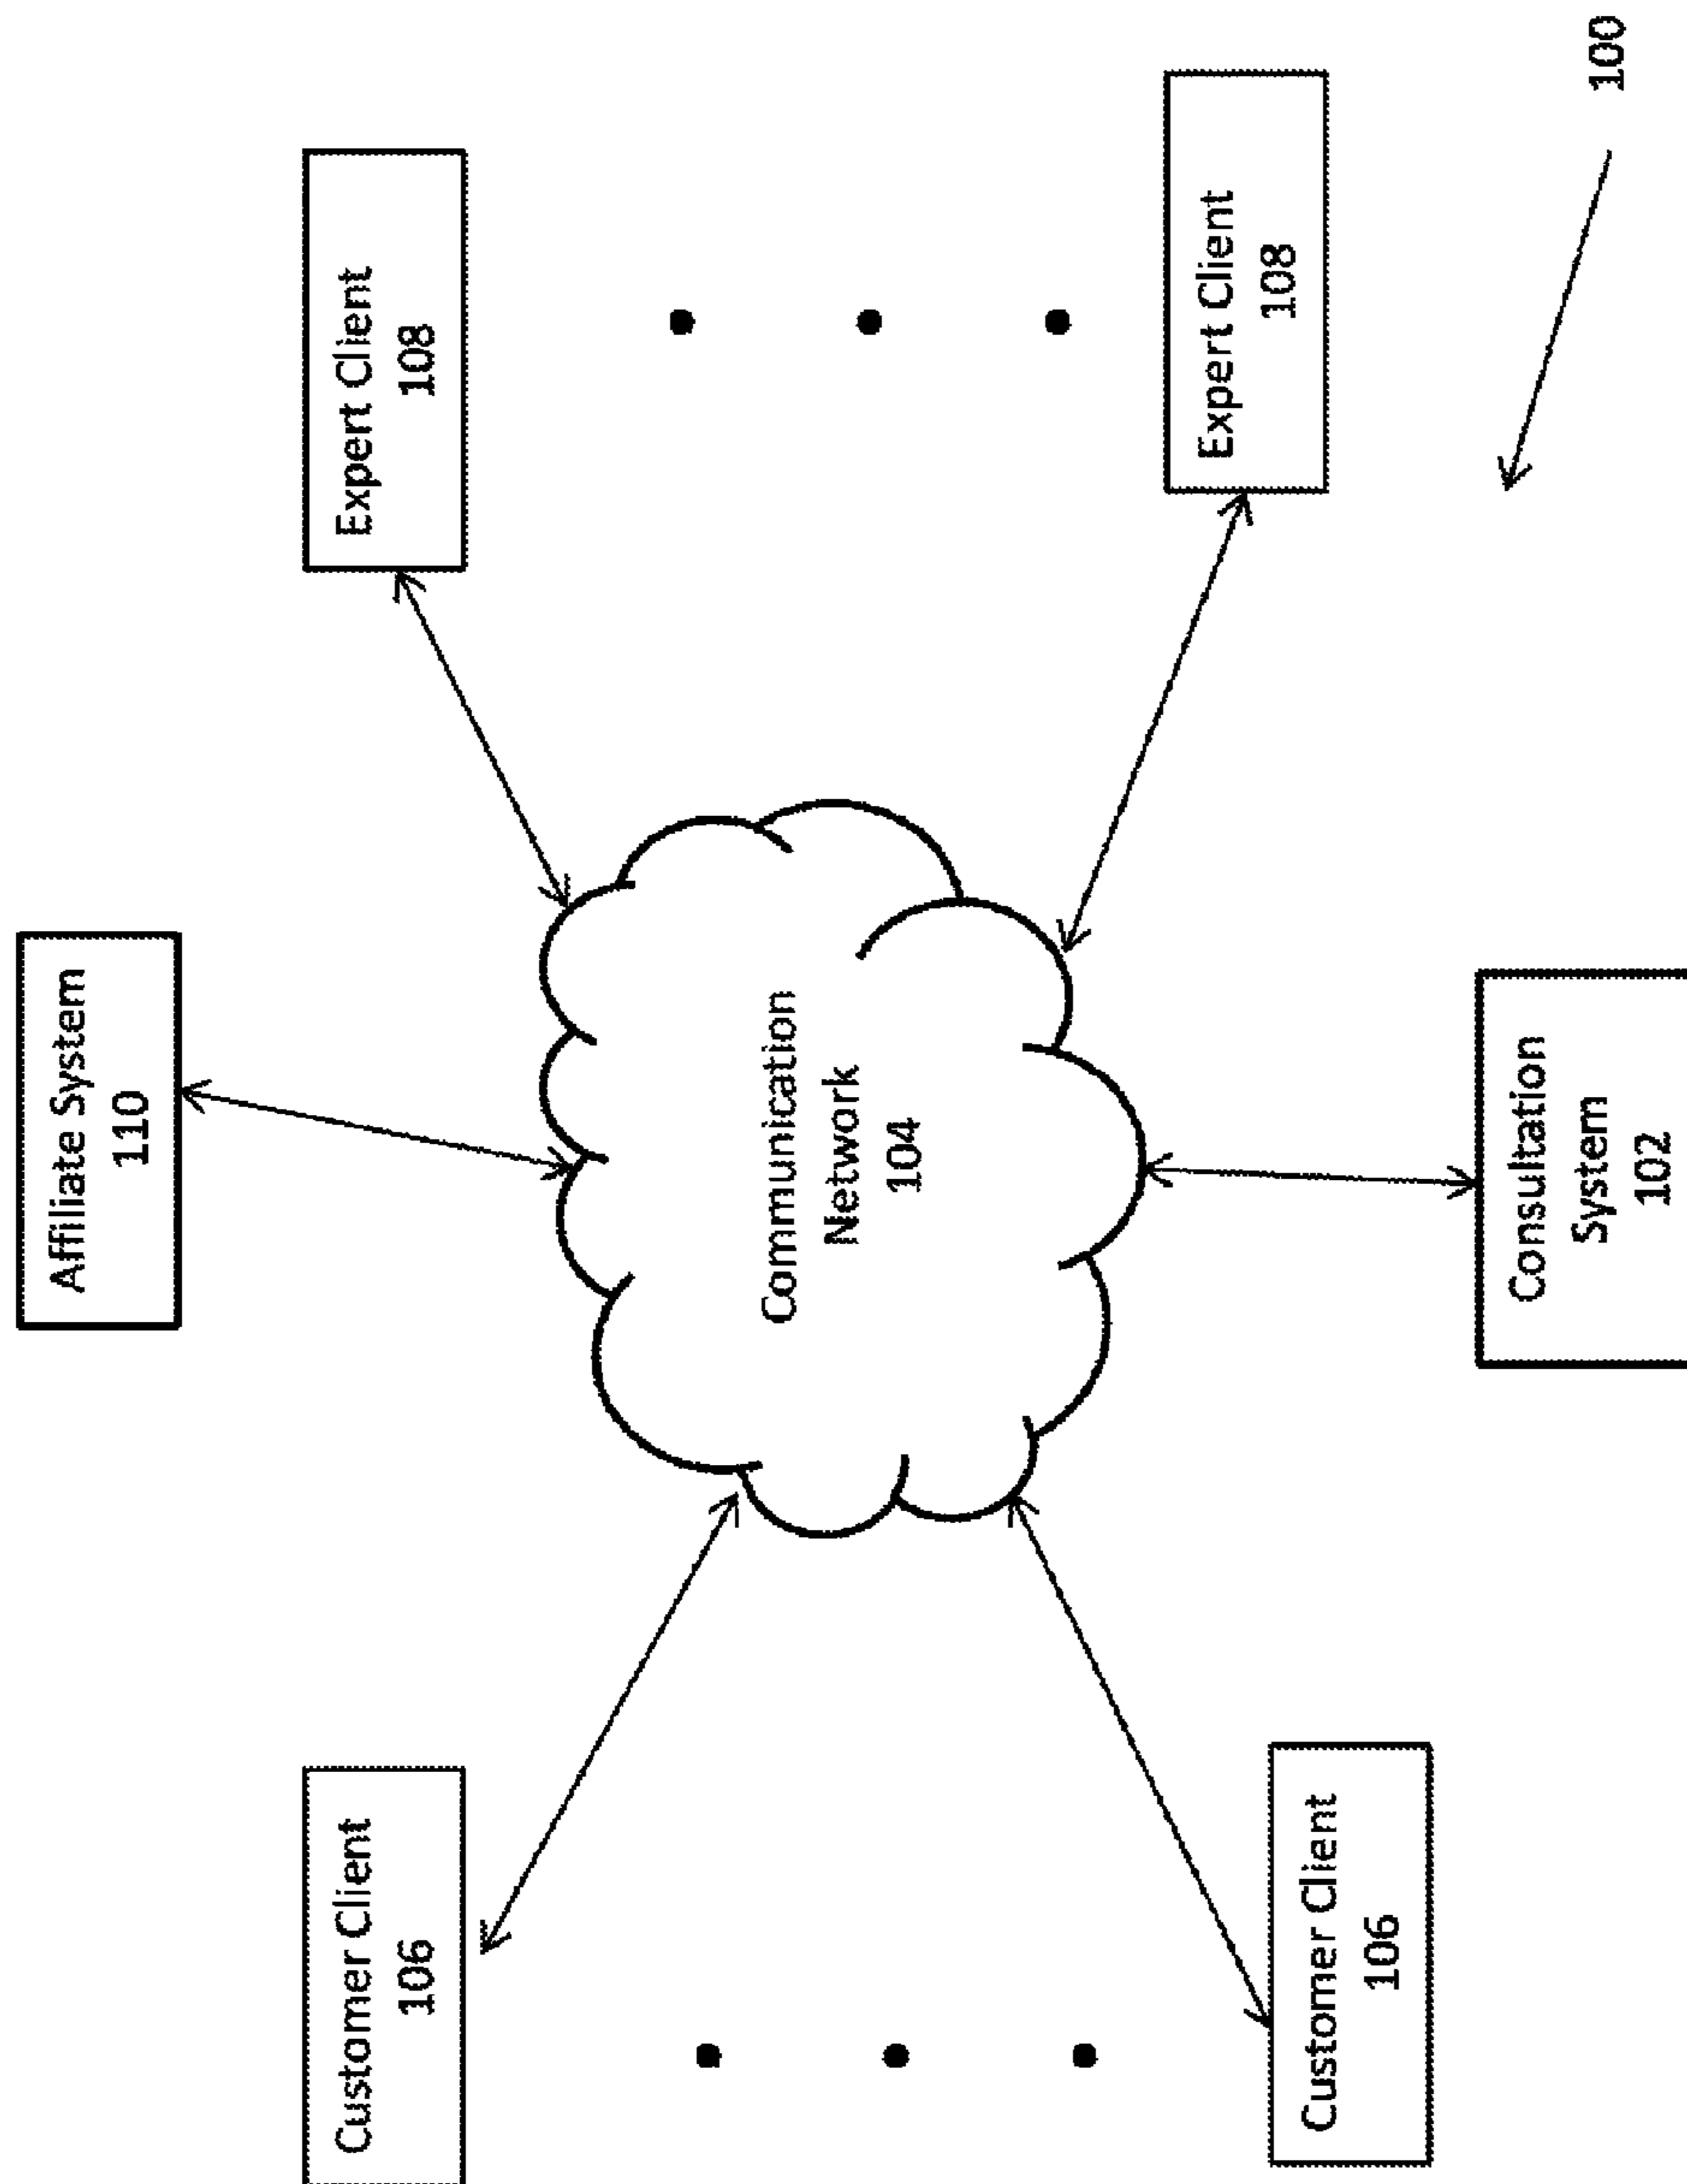 Affiliate System
110
Customer Client
106
Expert Client
108
Communication
Network
104
Customer Client
106
Expert Client
108
Consultation
System
102
100